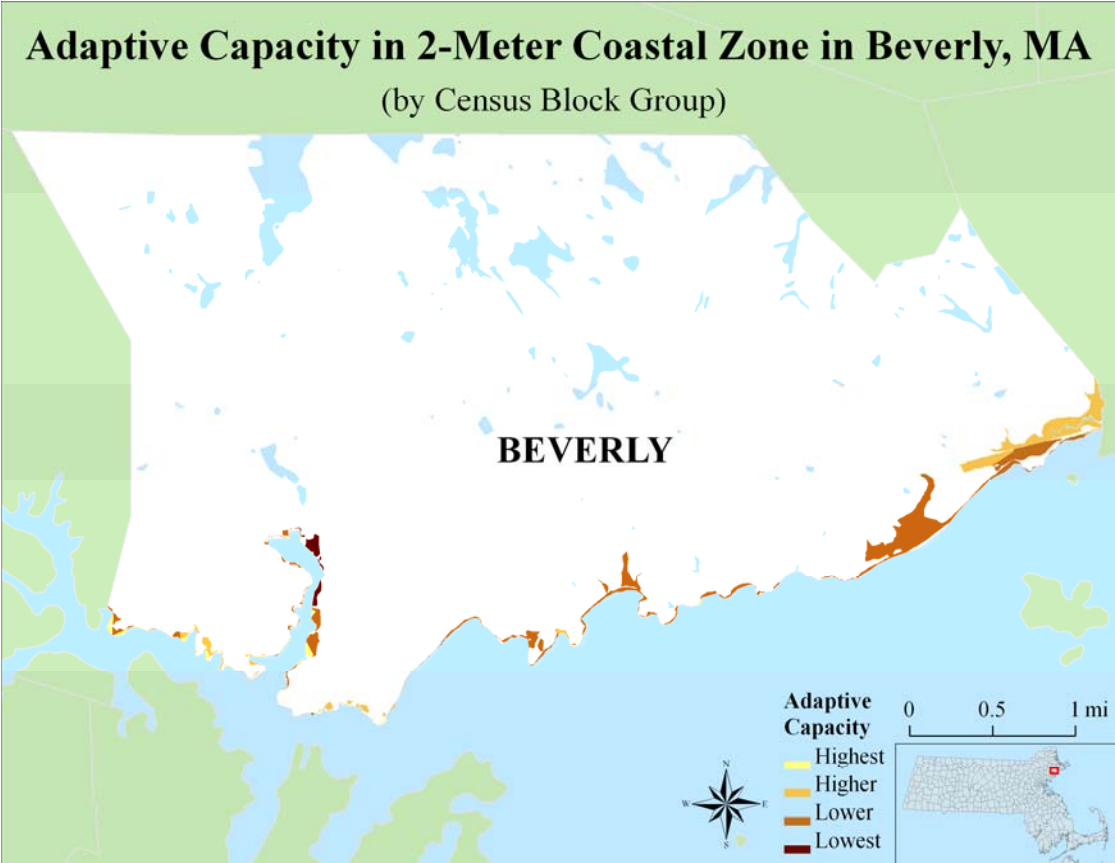 Adaptive Capacity in 2-Meter Coastal Zone in Beverly, MA
(by Census Block Group)
BEVERLY
Adaptive
Capacity
Highest
Higher
Lower
Lowest
N
W E
S
0 0.5 1 mi